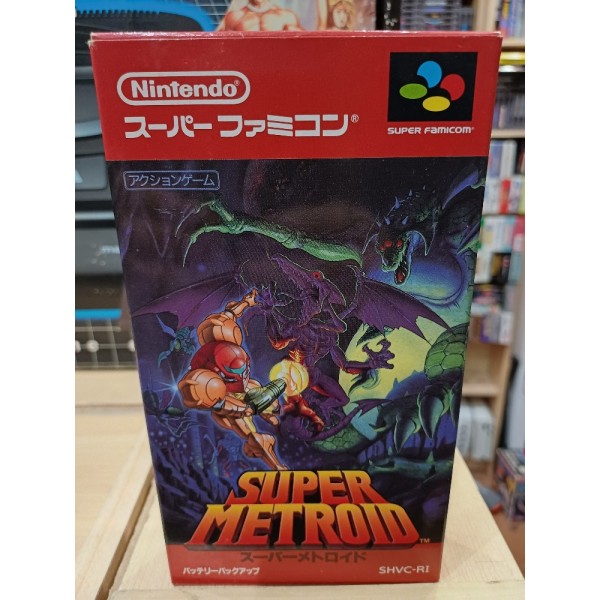 Nintendo
スーパーファミコン®
SUPER FAMICOM®
アクションゲーム
SUPER
METROID™
スーパーメトロイド
バッテリーバックアップ
SHVC-RI